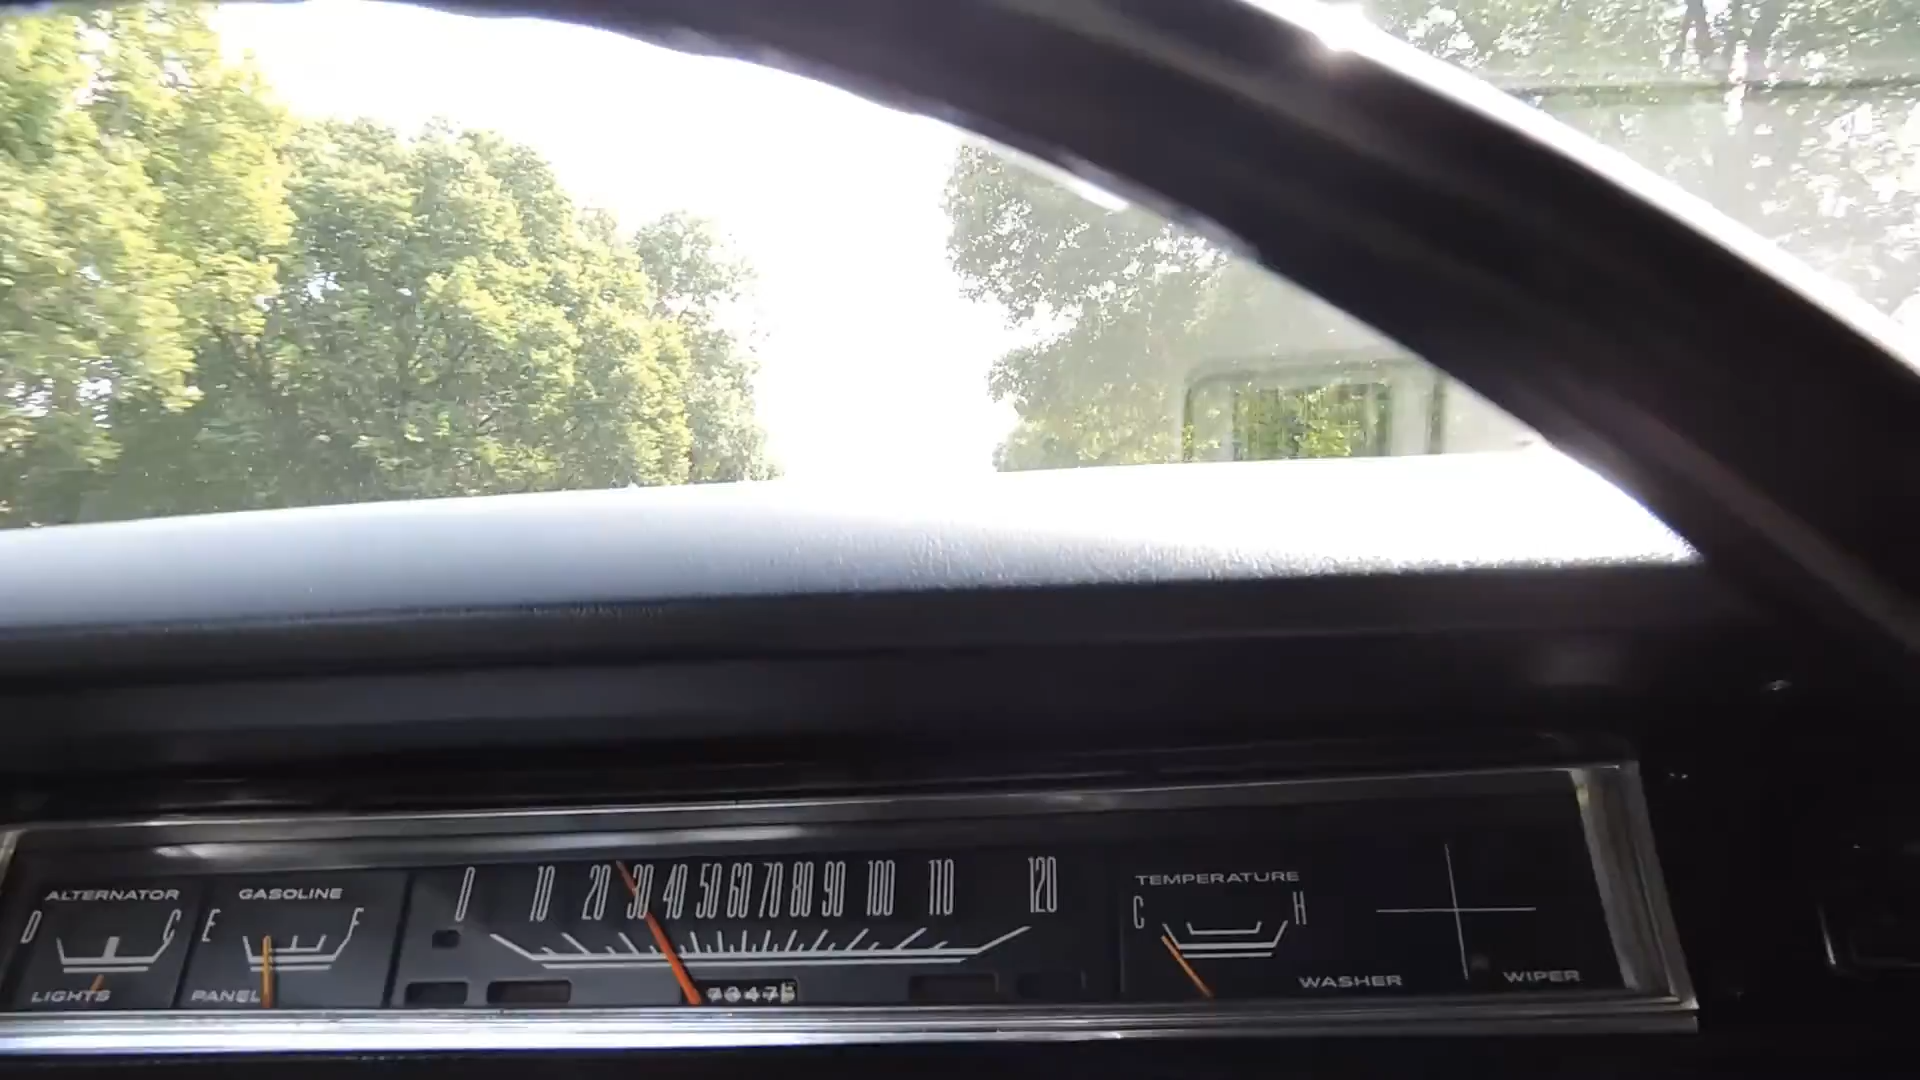 ALTERNATOR
D C
LIGHTS
GASOLINE
E F
PANEL
0 10 20 30 40 50 60 70 80 90 100 110 120
TEMPERATURE
C H
WASHER
WIPER